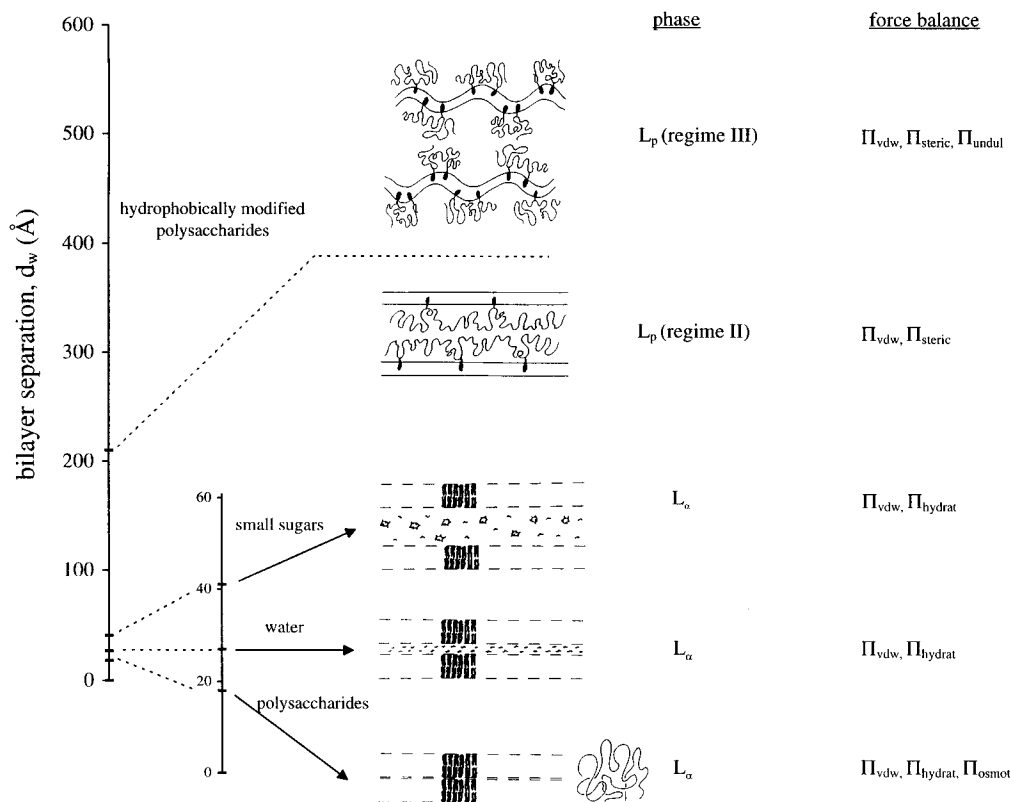 phase
force balance
600
500
400
300
200
100
0
bilayer separation, d_w (Å)
hydrophobically modified
polysaccharides
L_p (regime III)
Π_vdw, Π_steric, Π_undul
L_p (regime II)
Π_vdw, Π_steric
60
40
20
0
small sugars
L_α
Π_vdw, Π_hydrat
water
L_α
Π_vdw, Π_hydrat
polysaccharides
L_α
Π_vdw, Π_hydrat, Π_osmot